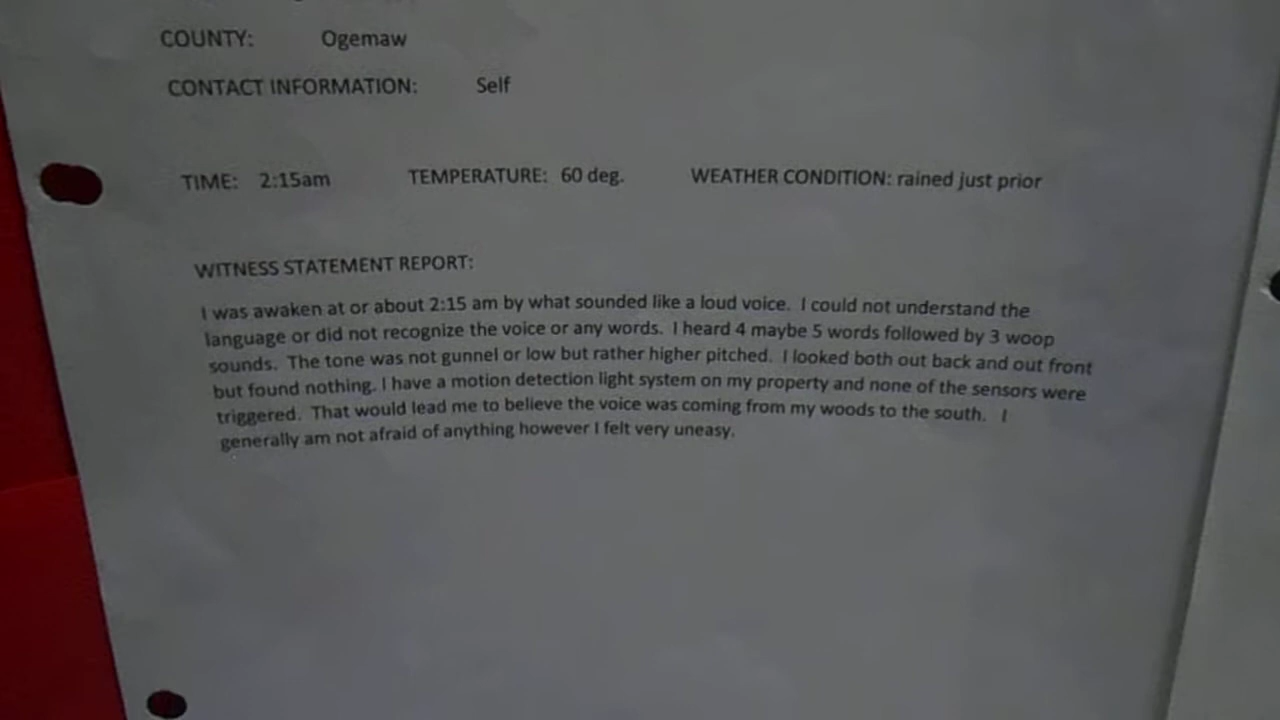 COUNTY: Ogemaw
CONTACT INFORMATION: Self
TIME: 2:15am TEMPERATURE: 60 deg. WEATHER CONDITION: rained just prior
WITNESS STATEMENT REPORT:
I was awaken at or about 2:15 am by what sounded like a loud voice. I could not understand the
language or did not recognize the voice or any words. I heard 4 maybe 5 words followed by 3 woop
sounds. The tone was not gunnel or low but rather higher pitched. I looked both out back and out front
but found nothing. I have a motion detection light system on my property and none of the sensors were
triggered. That would lead me to believe the voice was coming from my woods to the south. I
generally am not afraid of anything however I felt very uneasy.